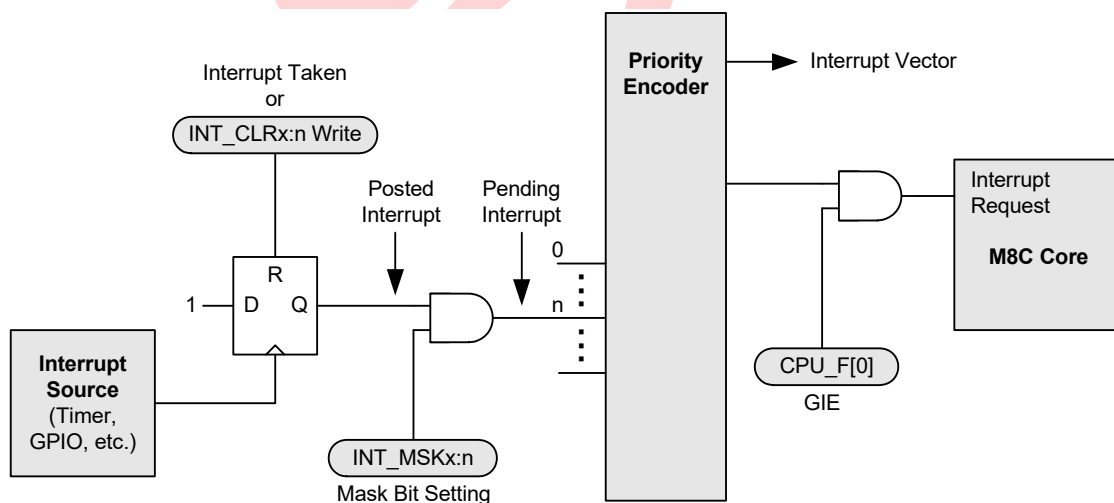 Interrupt Taken
or
INT_CLRx:n Write
Priority
Encoder
Interrupt Vector
Posted
Interrupt
Pending
Interrupt
Interrupt
Request
M8C Core
0
n
R
1
D
Q
Interrupt
Source
(Timer,
GPIO, etc.)
CPU_F[0]
GIE
INT_MSKx:n
Mask Bit Setting